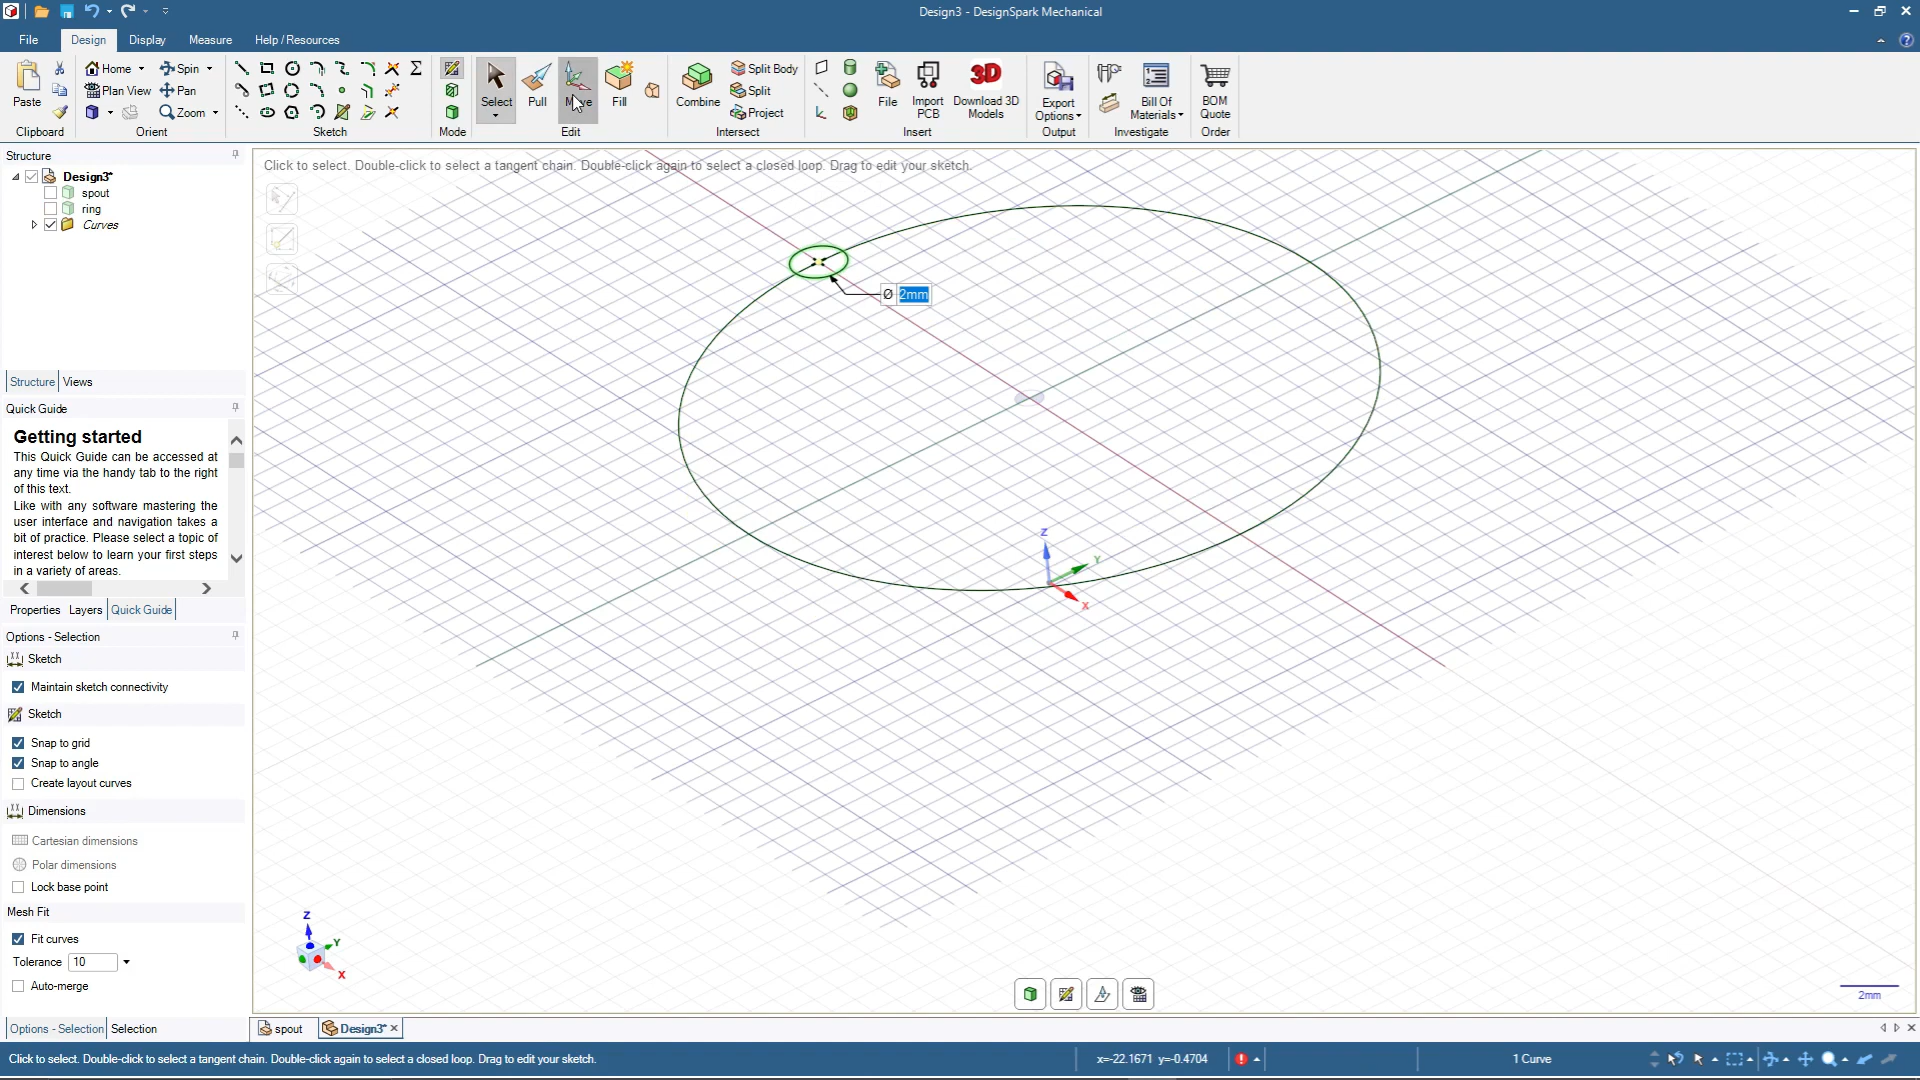 Design3 - DesignSpark Mechanical
File Design Display Measure Help / Resources
Paste
Clipboard
Home Spin
Plan View Pan
Zoom
Orient
Sketch
Mode
Select Pull Move Fill
Edit
Combine
Split Body
Split
Project
Intersect
File
Import PCB
Download 3D Models
3D
Insert
Export Options
Output
Bill Of Materials
Investigate
BOM Quote
Order
Structure
Design3*
spout
ring
Curves
Structure Views
Quick Guide
Getting started
This Quick Guide can be accessed at
any time via the handy tab to the right
of this text.
Like with any software mastering the
user interface and navigation takes a
bit of practice. Please select a topic of
interest below to learn your first steps
in a variety of areas.
Properties Layers Quick Guide
Options - Selection
Sketch
Maintain sketch connectivity
Sketch
Snap to grid
Snap to angle
Create layout curves
Dimensions
Cartesian dimensions
Polar dimensions
Lock base point
Mesh Fit
Fit curves
Tolerance 10
Auto-merge
Options - Selection Selection
Click to select. Double-click to select a tangent chain. Double-click again to select a closed loop. Drag to edit your sketch.
Ø 2mm
Z
Y
X
Z
Y
X
2mm
spout Design3*
Click to select. Double-click to select a tangent chain. Double-click again to select a closed loop. Drag to edit your sketch.
x=-22.1671 y=-0.4704
1 Curve